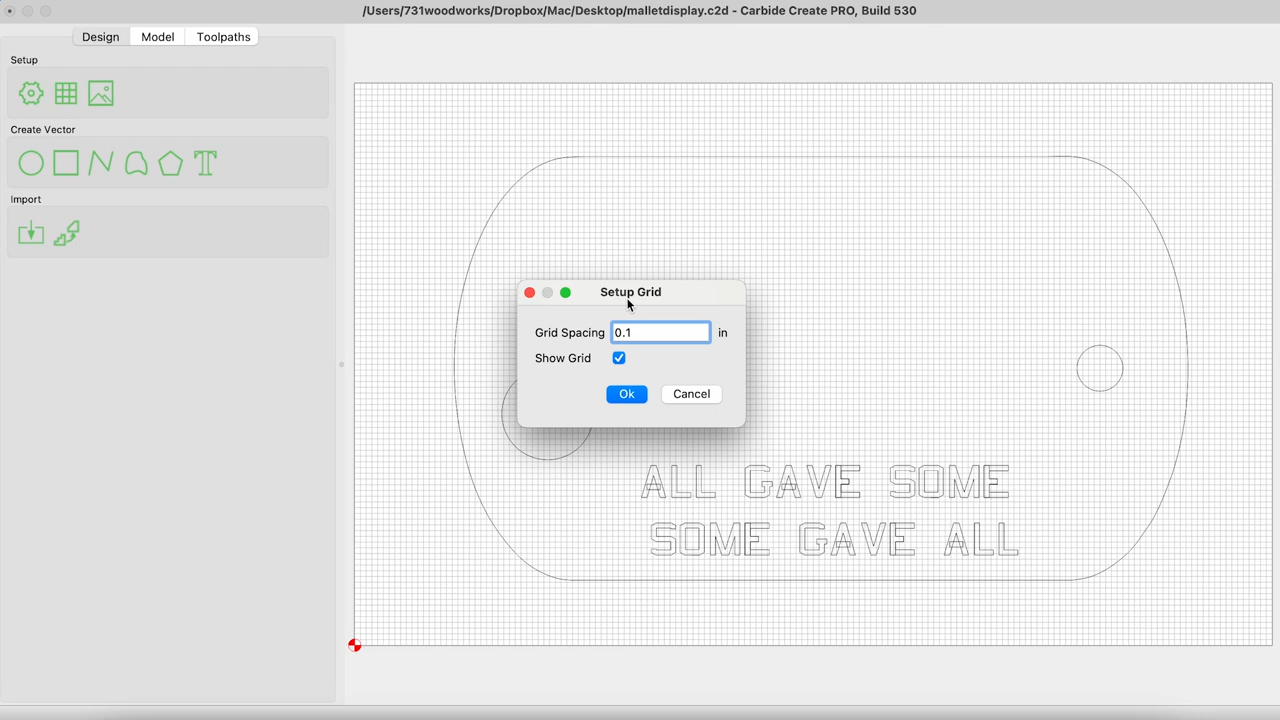 /Users/731woodworks/Dropbox/Mac/Desktop/malletdisplay.c2d - Carbide Create PRO, Build 530
Design Model Toolpaths
Setup
Create Vector
Import
Setup Grid
Grid Spacing 0.1 in
Show Grid
Ok Cancel
ALL GAVE SOME
SOME GAVE ALL